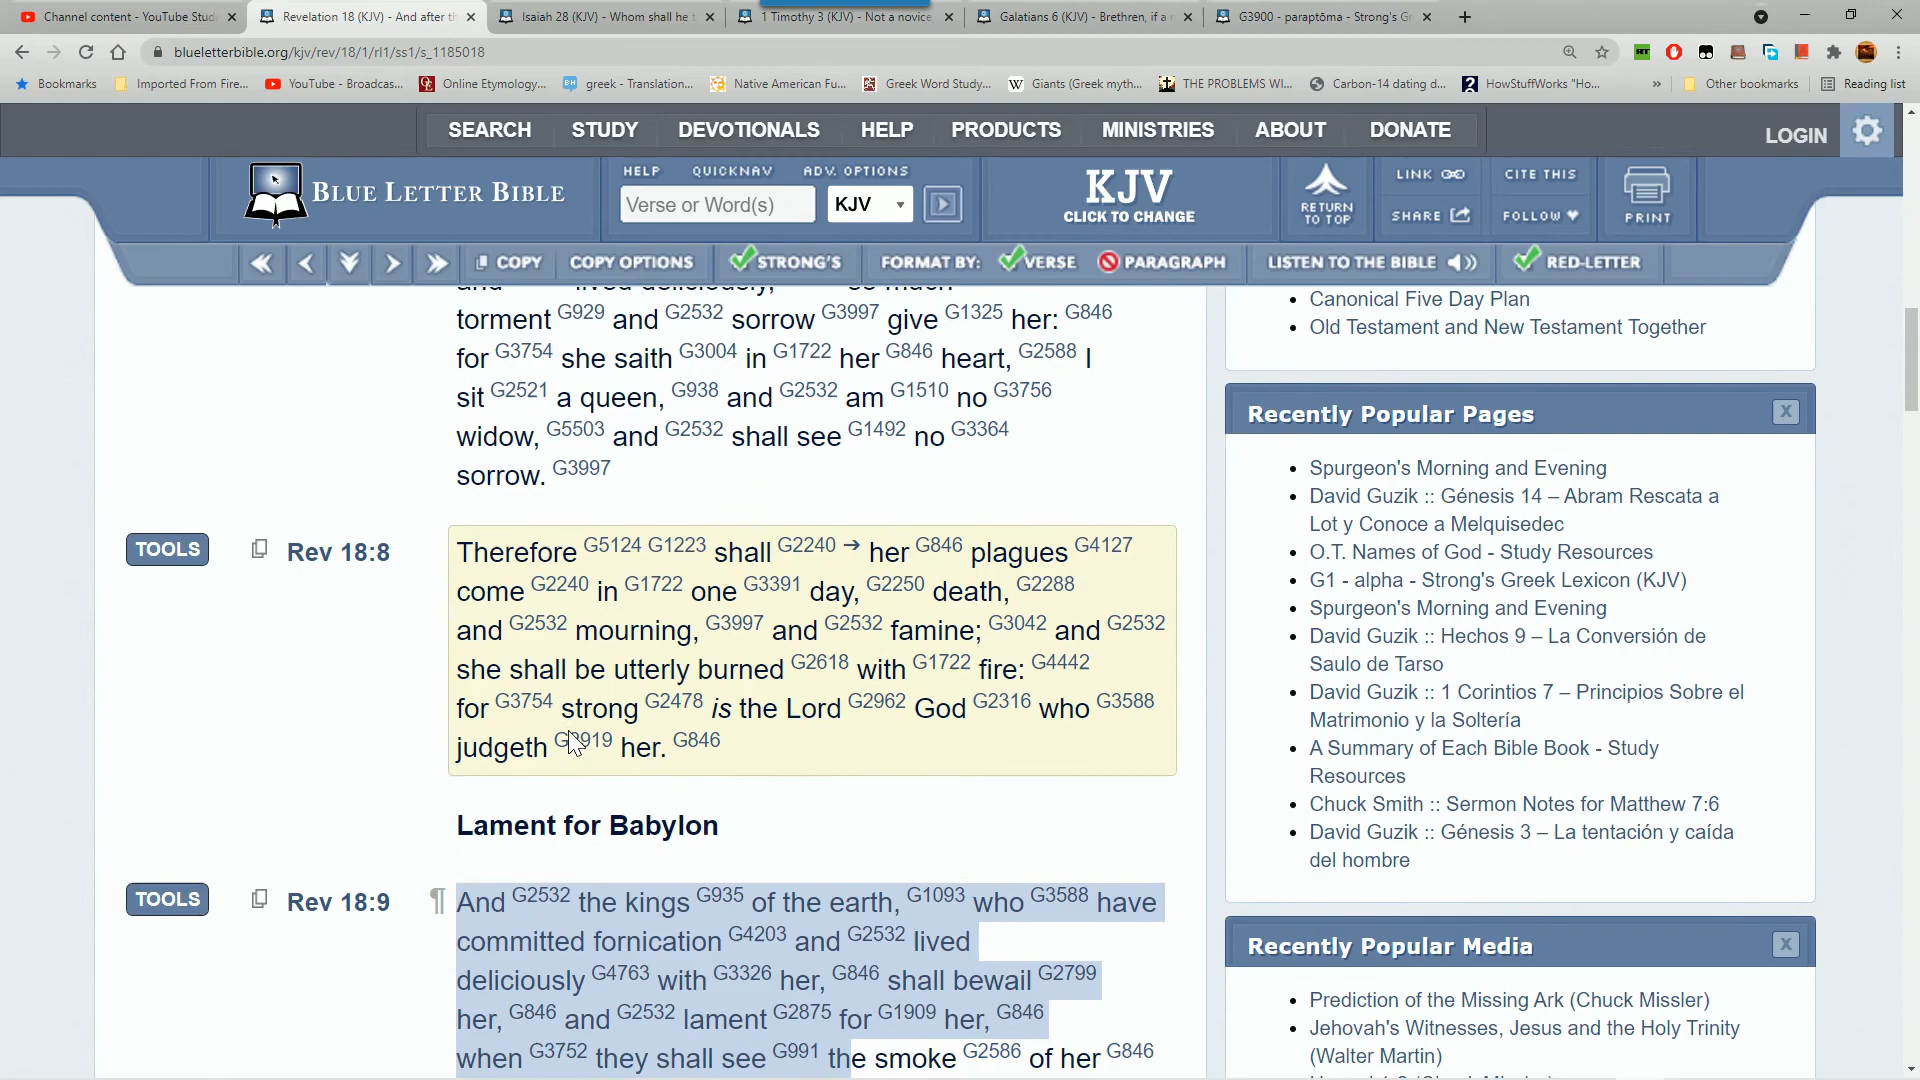 Channel content - YouTube Stud
Revelation 18 (KJV) - And after th
Isaiah 28 (KJV) - Whom shall he t
1 Timothy 3 (KJV) - Not a novice
Galatians 6 (KJV) - Brethren, if a r
G3900 - paraptōma - Strong's Gr
blueletterbible.org/kjv/rev/18/1/rl1/ss1/s_1185018
Bookmarks
Imported From Fire...
YouTube - Broadcas...
Online Etymology...
greek - Translation...
Native American Fu...
Greek Word Study...
Giants (Greek myth...
THE PROBLEMS WI...
Carbon-14 dating d...
HowStuffWorks "Ho...
»
Other bookmarks
Reading list
SEARCH STUDY DEVOTIONALS HELP PRODUCTS MINISTRIES ABOUT DONATE
LOGIN
BLUE LETTER BIBLE
HELP QUICKNAV ADV. OPTIONS
Verse or Word(s)
KJV
KJV
CLICK TO CHANGE
RETURN
TO TOP
LINK
CITE THIS
SHARE
FOLLOW
PRINT
COPY COPY OPTIONS STRONG'S FORMAT BY: VERSE PARAGRAPH LISTEN TO THE BIBLE RED-LETTER
torment G929 and G2532 sorrow G3997 give G1325 her: G846
for G3754 she saith G3004 in G1722 her G846 heart, G2588 I
sit G2521 a queen, G938 and G2532 am G1510 no G3756
widow, G5503 and G2532 shall see G1492 no G3364
sorrow. G3997
TOOLS
Rev 18:8
Therefore G5124 G1223 shall G2240 → her G846 plagues G4127
come G2240 in G1722 one G3391 day, G2250 death, G2288
and G2532 mourning, G3997 and G2532 famine; G3042 and G2532
she shall be utterly burned G2618 with G1722 fire: G4442
for G3754 strong G2478 is the Lord G2962 God G2316 who G3588
judgeth her. G846
Lament for Babylon
TOOLS
Rev 18:9
¶ And G2532 the kings G935 of the earth, G1093 who G3588 have
committed fornication G4203 and G2532 lived
deliciously G4763 with G3326 her, G846 shall bewail G2799
her, G846 and G2532 lament G2875 for G1909 her, G846
when G3752 they shall see G991 the smoke G2586 of her G846
Canonical Five Day Plan
Old Testament and New Testament Together
Recently Popular Pages
X
Spurgeon's Morning and Evening
David Guzik :: Génesis 14 – Abram Rescata a
Lot y Conoce a Melquisedec
O.T. Names of God - Study Resources
G1 - alpha - Strong's Greek Lexicon (KJV)
Spurgeon's Morning and Evening
David Guzik :: Hechos 9 – La Conversión de
Saulo de Tarso
David Guzik :: 1 Corintios 7 – Principios Sobre el
Matrimonio y la Soltería
A Summary of Each Bible Book - Study
Resources
Chuck Smith :: Sermon Notes for Matthew 7:6
David Guzik :: Génesis 3 – La tentación y caída
del hombre
Recently Popular Media
X
Prediction of the Missing Ark (Chuck Missler)
Jehovah's Witnesses, Jesus and the Holy Trinity
(Walter Martin)